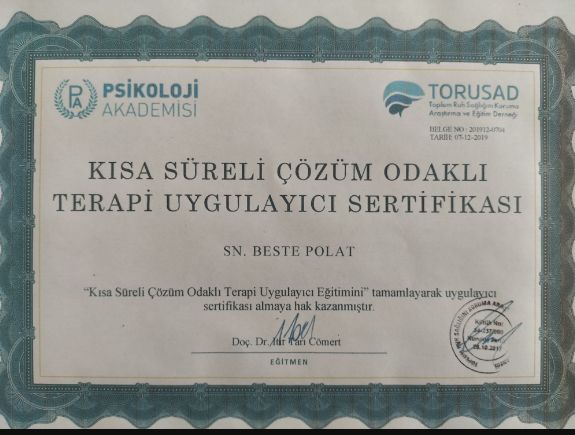 PSİKOLOJİ
AKADEMİSİ
TORUSAD
Toplum Ruh Sağlığını Koruma
Araştırma ve Eğitim Derneği
BELGE NO : 201912-0704
TARİH: 07-12-2019
KISA SÜRELİ ÇÖZÜM ODAKLI
TERAPİ UYGULAYICI SERTİFİKASI
SN. BESTE POLAT
“Kısa Süreli Çözüm Odaklı Terapi Uygulayıcı Eğitimini” tamamlayarak uygulayıcı
sertifikası almaya hak kazanmıştır.
Doç. Dr. Cömert
EĞİTMEN
Kütük No: